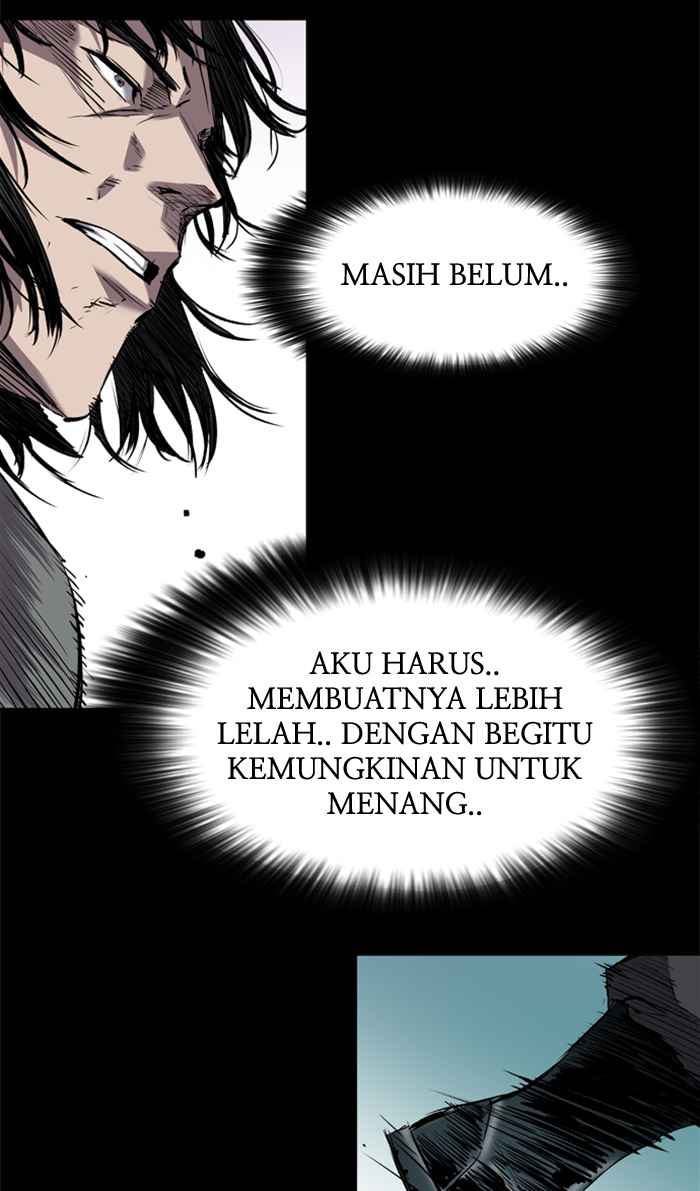 MASIH BELUM..
AKU HARUS..
MEMBUATNYA LEBIH
LELAH.. DENGAN BEGITU
KEMUNGKINAN UNTUK
MENANG..